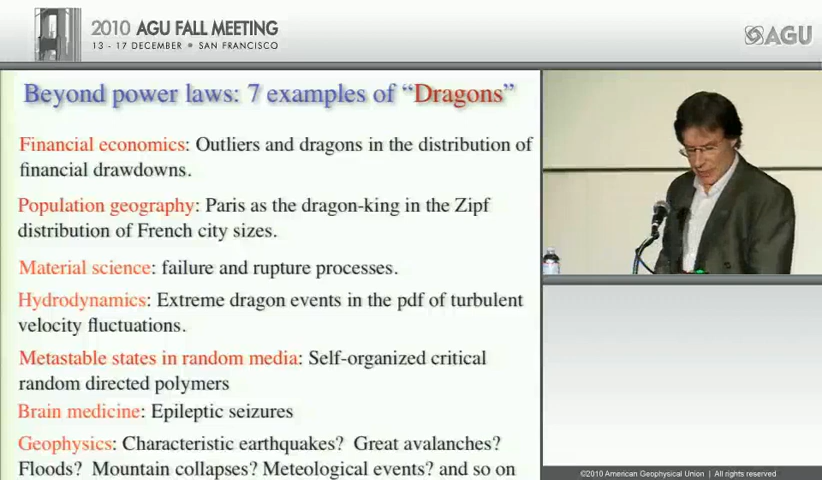 2010 AGU FALL MEETING
13 - 17 DECEMBER • SAN FRANCISCO
AGU
Beyond power laws: 7 examples of “Dragons”
Financial economics: Outliers and dragons in the distribution of
financial drawdowns.
Population geography: Paris as the dragon-king in the Zipf
distribution of French city sizes.
Material science: failure and rupture processes.
Hydrodynamics: Extreme dragon events in the pdf of turbulent
velocity fluctuations.
Metastable states in random media: Self-organized critical
random directed polymers
Brain medicine: Epileptic seizures
Geophysics: Characteristic earthquakes? Great avalanches?
Floods? Mountain collapses? Meteological events? and so on
©2010 American Geophysical Union | All rights reserved